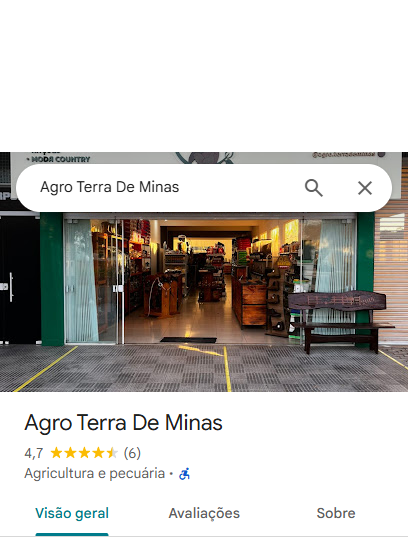 • MODA COUNTRY
@agro.terrademinas
Agro Terra De Minas
Agro Terra De Minas
4,7 (6)
Agricultura e pecuária •
Visão geral
Avaliações
Sobre